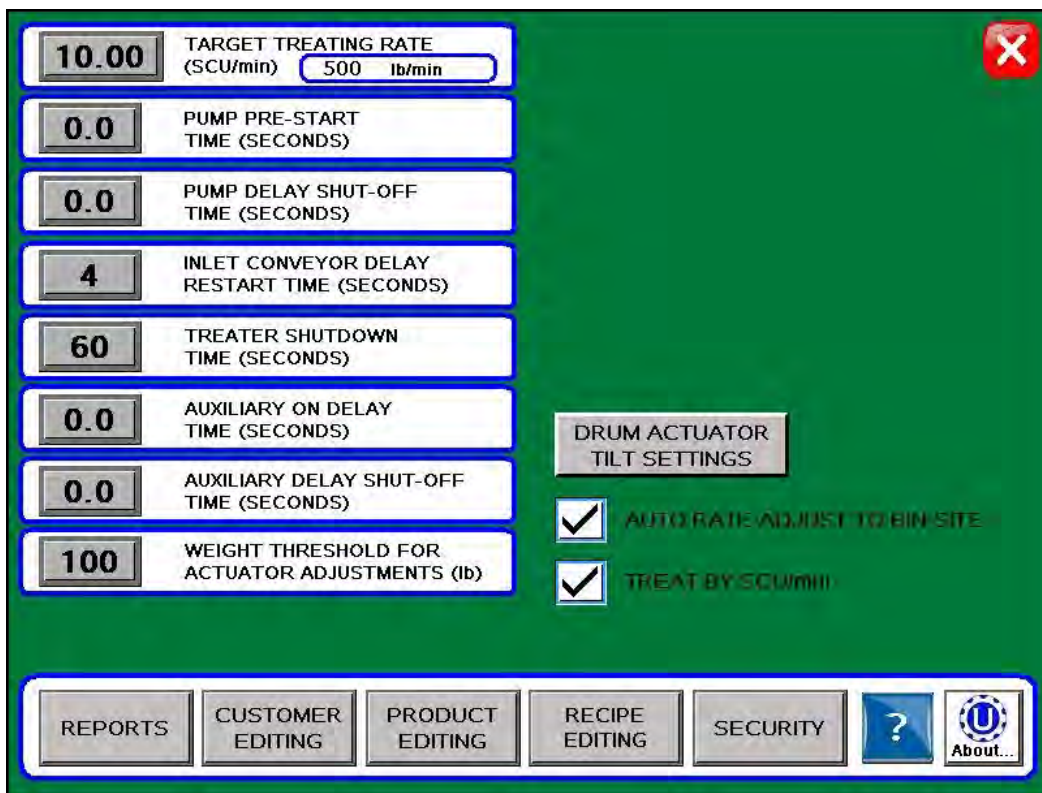 10.00
TARGET TREATING RATE
(SCU/min) 500 lb/min
0.0
PUMP PRE-START
TIME (SECONDS)
0.0
PUMP DELAY SHUT-OFF
TIME (SECONDS)
4
INLET CONVEYOR DELAY
RESTART TIME (SECONDS)
60
TREATER SHUTDOWN
TIME (SECONDS)
0.0
AUXILIARY ON DELAY
TIME (SECONDS)
0.0
AUXILIARY DELAY SHUT-OFF
TIME (SECONDS)
100
WEIGHT THRESHOLD FOR
ACTUATOR ADJUSTMENTS (lb)
DRUM ACTUATOR
TILT SETTINGS
AUTO RATE ADJUST TO BIN-SITE
TREAT BY SCU/min
REPORTS
CUSTOMER
EDITING
PRODUCT
EDITING
RECIPE
EDITING
SECURITY
?
U
About...